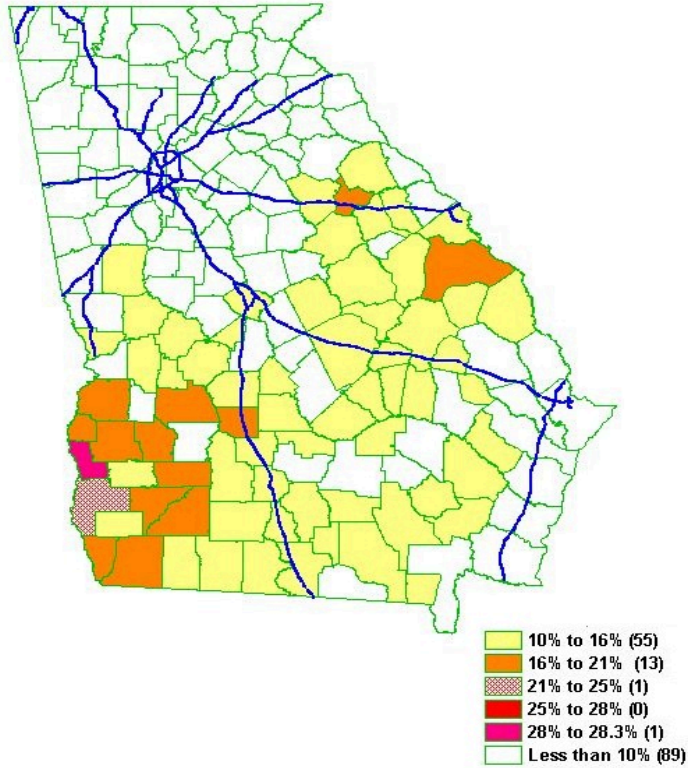 10% to 16% (55)
16% to 21% (13)
21% to 25% (1)
25% to 28% (0)
28% to 28.3% (1)
Less than 10% (89)